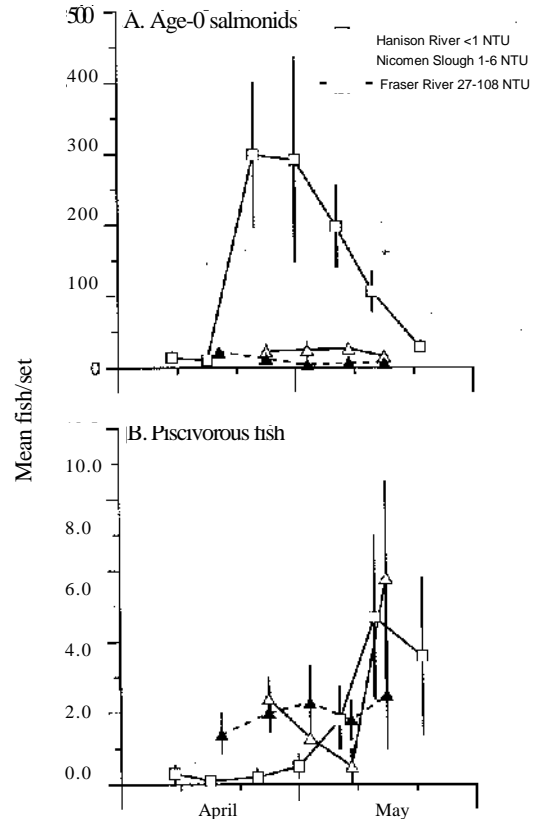 500
A. Age-0 salmonids
Hanison River <1 NTU
Nicomen Slough 1-6 NTU
Fraser River 27-108 NTU
400
300
200
100
0
Mean fish/set
B. Piscivorous fish
10.0
8.0
6.0
4.0
2.0
0.0
April
May